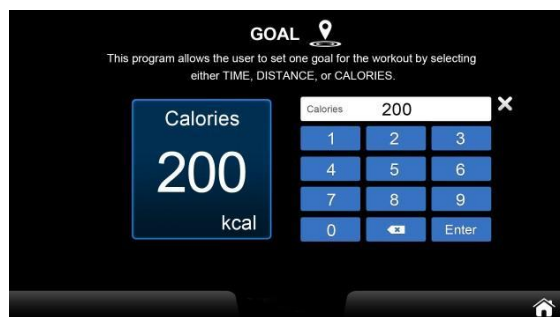 GOAL
This program allows the user to set one goal for the workout by selecting
either TIME, DISTANCE, or CALORIES.
Calories
200
kcal
Calories 200
1 2 3
4 5 6
7 8 9
0 Enter